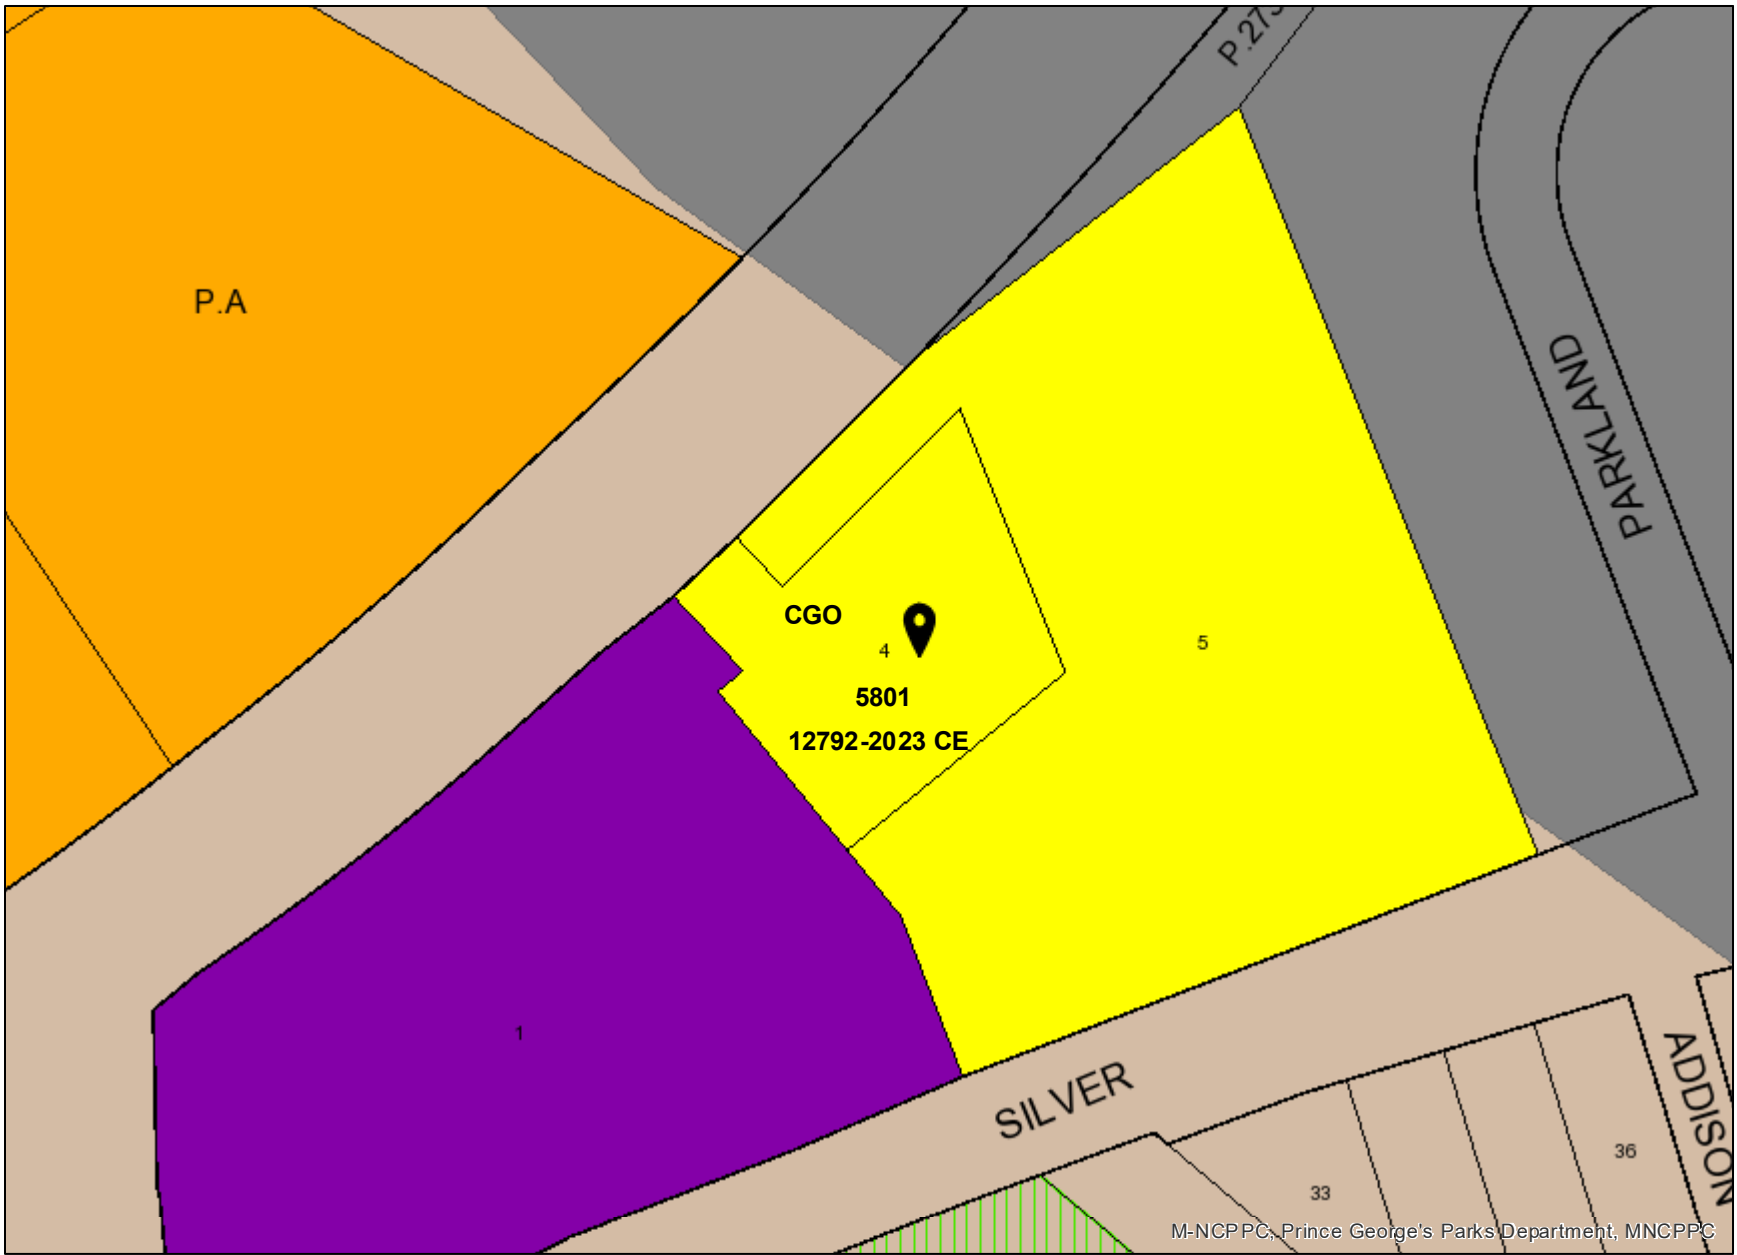 P.273
P.A
PARKLAND
CGO
4
5
5801
12792-2023 CE
1
SILVER
ADDISON
36
33
M-NCPPC, Prince George's Parks Department, MNCPPC